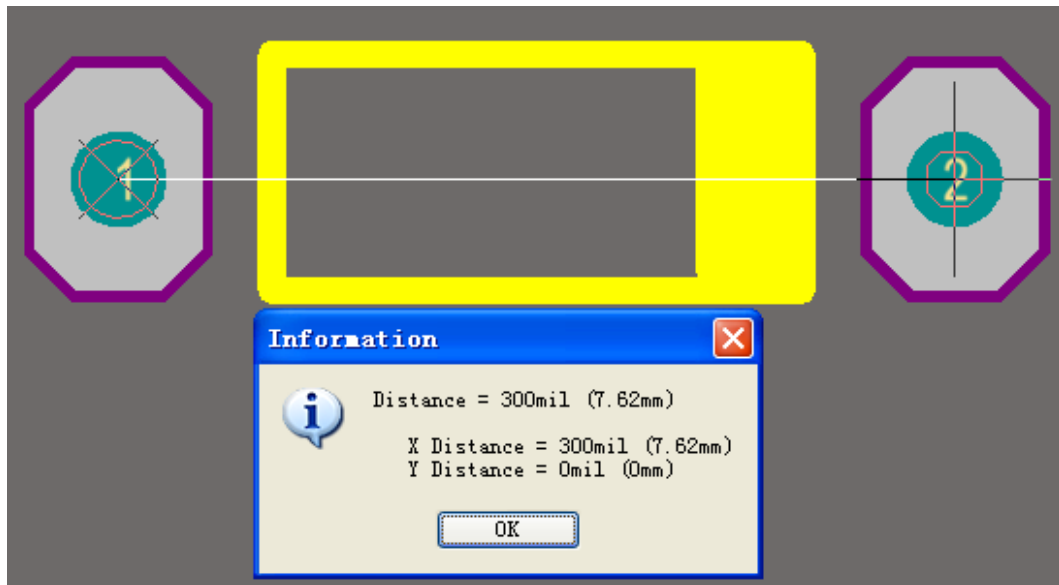 1
2
Information
Distance = 300mil (7.62mm)
X Distance = 300mil (7.62mm)
Y Distance = 0mil (0mm)
OK